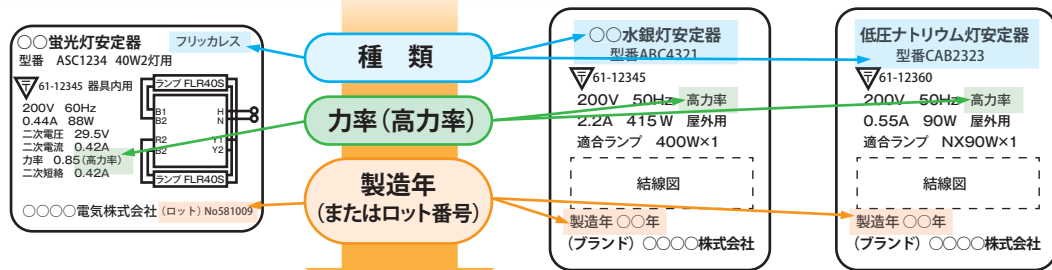 ○○蛍光灯安定器 フリッカレス
型番 ASC1234 40W2灯用
T 61-12345 器具内用
200V 60Hz
0.44A 88W
二次電圧 29.5V
二次電流 0.42A
力率 0.85(高力率)
二次短絡 0.42A
ランプ FLR40S
B1
B2
H
N
R2
B2
Y1
Y2
ランプ FLR40S
○○○○電気株式会社 (ロット) No581009
種類
力率(高力率)
製造年
(またはロット番号)
○○水銀灯安定器
型番ABC4321
T 61-12345
200V 50Hz 高力率
2.2A 415W 屋外用
適合ランプ 400W×1
結線図
製造年 ○○年
(ブランド) ○○○○株式会社
低圧ナトリウム灯安定器
型番CAB2323
T 61-12360
200V 50Hz 高力率
0.55A 90W 屋外用
適合ランプ NX90W×1
結線図
製造年 ○○年
(ブランド) ○○○○株式会社